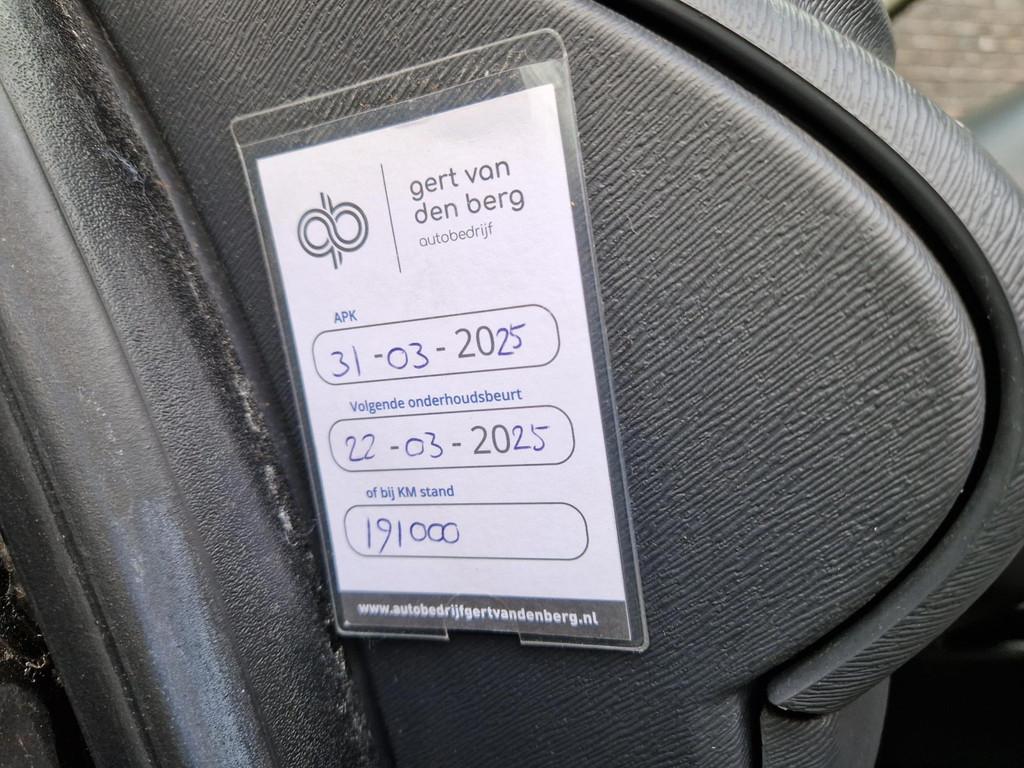 gert van
den berg
autobedrijf
APK
31-03-2025
Volgende onderhoudsbeurt
22-03-2025
of bij KM stand
191000
www.autobedrijfgertvandenberg.nl